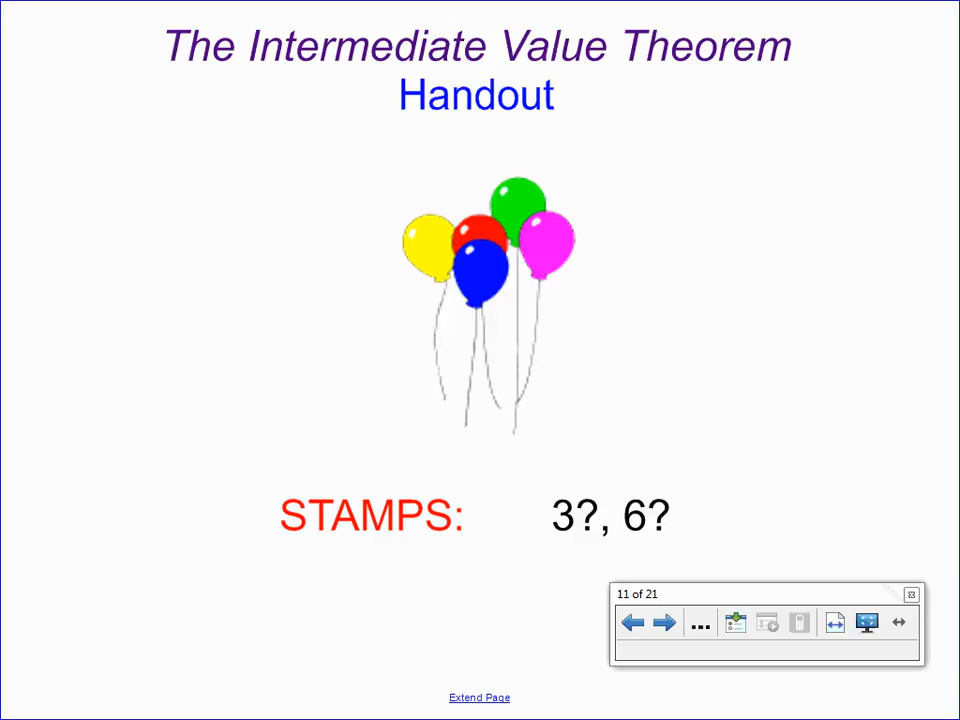 The Intermediate Value Theorem
Handout
STAMPS: 3?, 6?
11 of 21
...
Extend Page